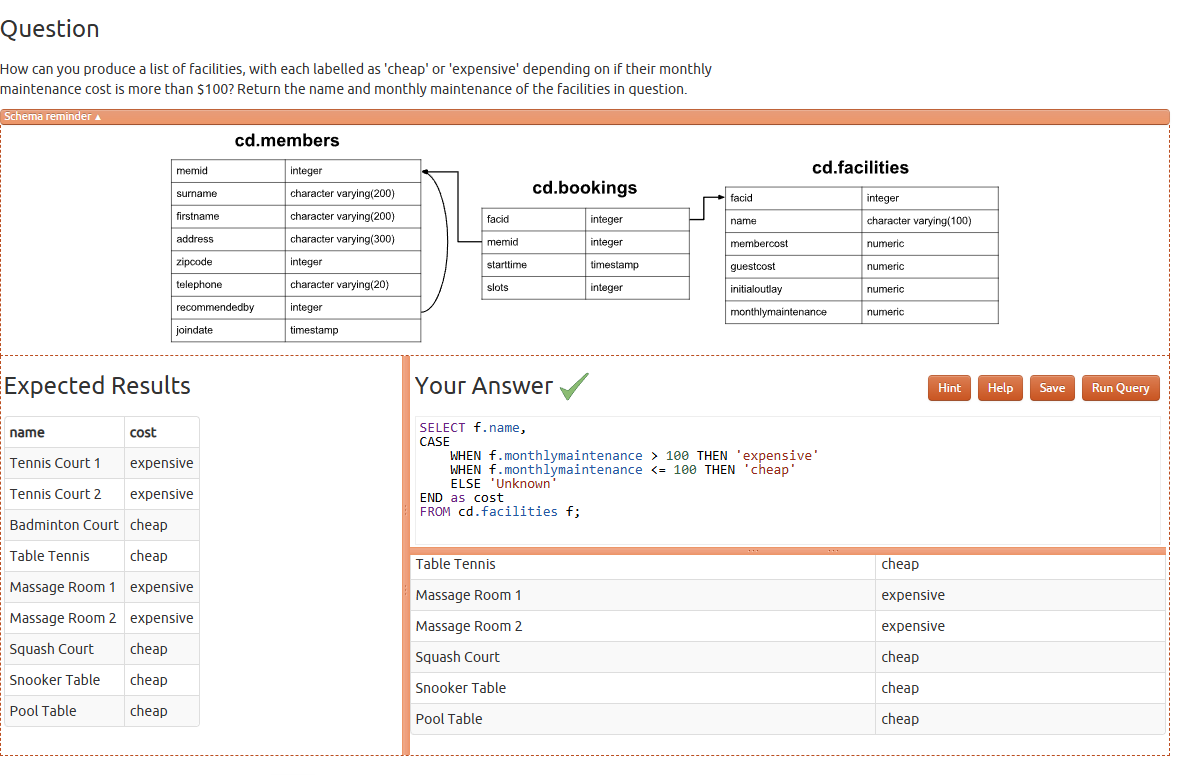 Question
How can you produce a list of facilities, with each labelled as 'cheap' or 'expensive' depending on if their monthly
maintenance cost is more than $100? Return the name and monthly maintenance of the facilities in question.
Schema reminder ▲
cd.members
memid integer
surname character varying(200)
firstname character varying(200)
address character varying(300)
zipcode integer
telephone character varying(20)
recommendedby integer
joindate timestamp
cd.bookings
facid integer
memid integer
starttime timestamp
slots integer
cd.facilities
facid integer
name character varying(100)
membercost numeric
guestcost numeric
initialoutlay numeric
monthlymaintenance numeric
Expected Results
name cost
Tennis Court 1 expensive
Tennis Court 2 expensive
Badminton Court cheap
Table Tennis cheap
Massage Room 1 expensive
Massage Room 2 expensive
Squash Court cheap
Snooker Table cheap
Pool Table cheap
Your Answer
Hint Help Save Run Query
SELECT f.name,
CASE
WHEN f.monthlymaintenance > 100 THEN 'expensive'
WHEN f.monthlymaintenance <= 100 THEN 'cheap'
ELSE 'Unknown'
END as cost
FROM cd.facilities f;
Table Tennis cheap
Massage Room 1 expensive
Massage Room 2 expensive
Squash Court cheap
Snooker Table cheap
Pool Table cheap